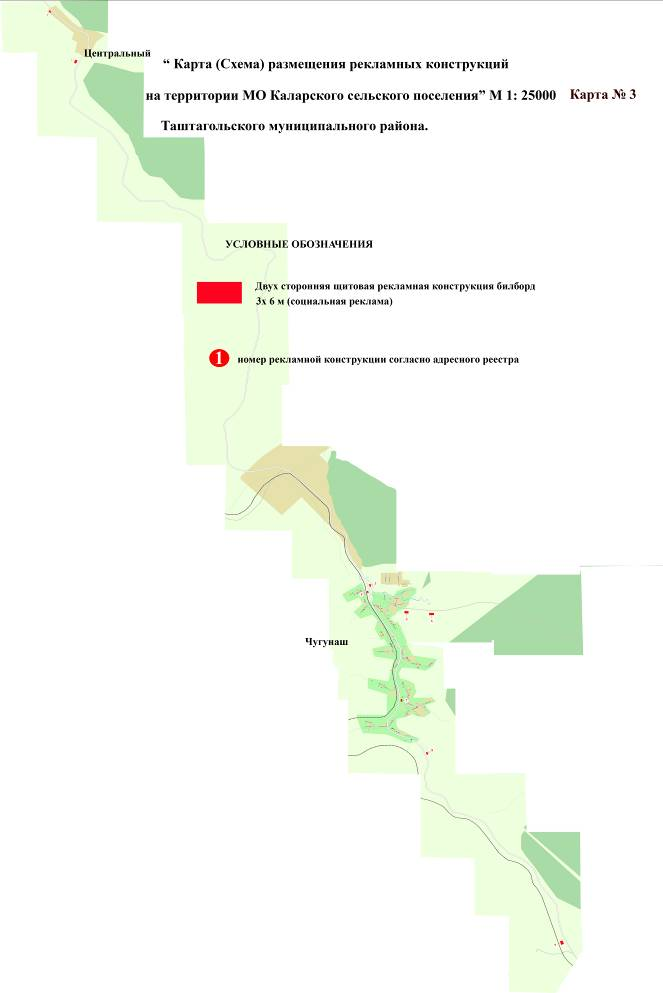 Центральный
“ Карта (Схема) размещения рекламных конструкций
на территории МО Каларского сельского поселения” М 1: 25000 Карта № 3
Таштагольского муниципального района.
УСЛОВНЫЕ ОБОЗНАЧЕНИЯ
Двух сторонняя щитовая рекламная конструкция билборд
3х 6 м (социальная реклама)
1 номер рекламной конструкции согласно адресного реестра
Чугунаш